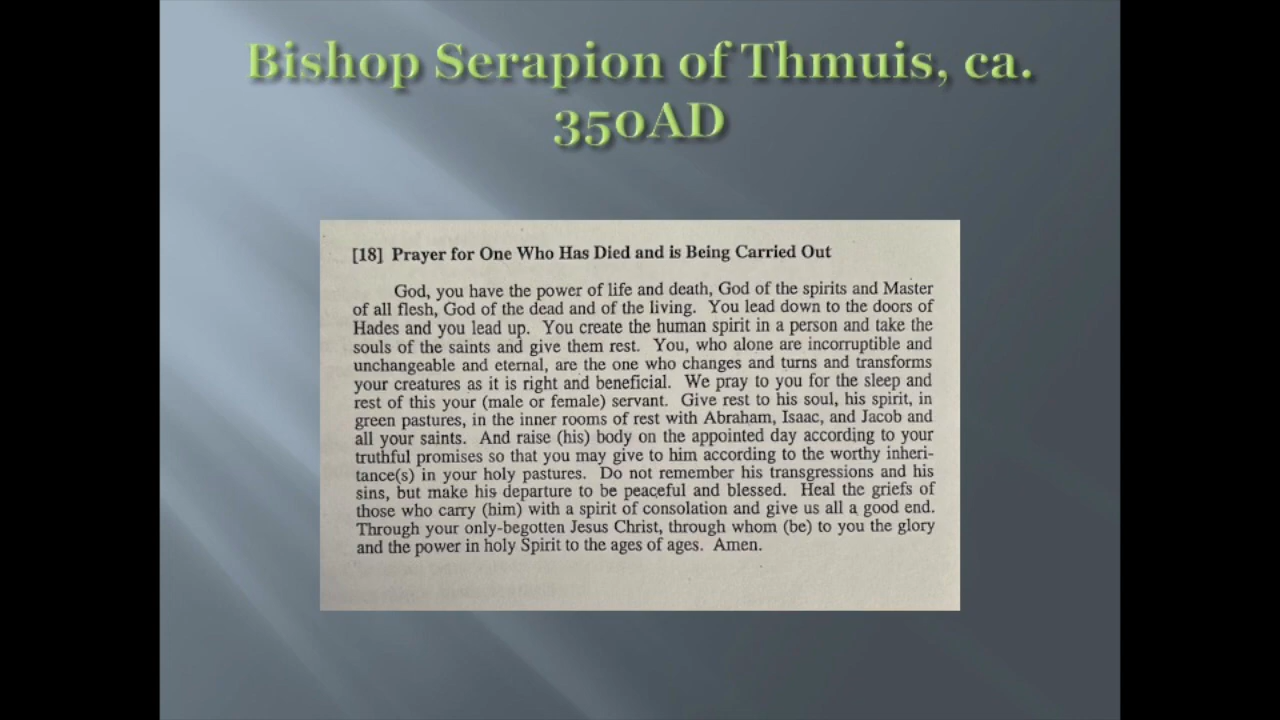 Bishop Serapion of Thmuis, ca.
350AD
[18] Prayer for One Who Has Died and is Being Carried Out
God, you have the power of life and death, God of the spirits and Master
of all flesh, God of the dead and of the living. You lead down to the doors of
Hades and you lead up. You create the human spirit in a person and take the
souls of the saints and give them rest. You, who alone are incorruptible and
unchangeable and eternal, are the one who changes and turns and transforms
your creatures as it is right and beneficial. We pray to you for the sleep and
rest of this your (male or female) servant. Give rest to his soul, his spirit, in
green pastures, in the inner rooms of rest with Abraham, Isaac, and Jacob and
all your saints. And raise (his) body on the appointed day according to your
truthful promises so that you may give to him according to the worthy inheri-
tance(s) in your holy pastures. Do not remember his transgressions and his
sins, but make his departure to be peaceful and blessed. Heal the griefs of
those who carry (him) with a spirit of consolation and give us all a good end.
Through your only-begotten Jesus Christ, through whom (be) to you the glory
and the power in holy Spirit to the ages of ages. Amen.